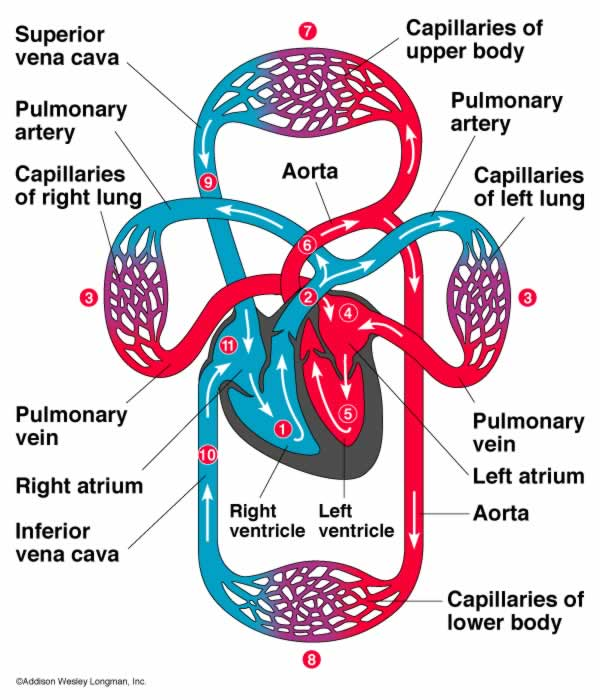 7
Superior
vena cava
Capillaries of
upper body
Pulmonary
artery
Pulmonary
artery
Capillaries
of right lung
Aorta
Capillaries
of left lung
9
6
3
2
4
3
11
5
1
Pulmonary
vein
Pulmonary
vein
10
Right atrium
Left atrium
Right
ventricle
Left
ventricle
Aorta
Inferior
vena cava
Capillaries of
lower body
8
©Addison Wesley Longman, Inc.